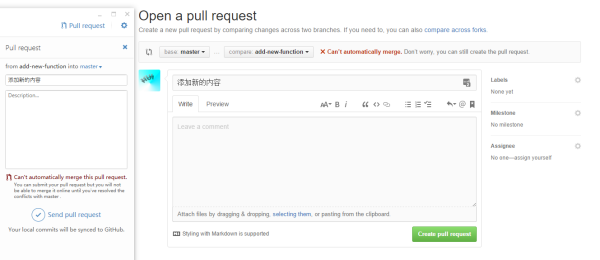 Pull request
Pull request
from add-new-function into master
添加新的内容
Description...
Can't automatically merge this pull request.
You can submit your pull request but you will not
be able to merge it online until you've resolved the
conflicts with master.
Send pull request
Your local commits will be synced to GitHub.
Open a pull request
Create a new pull request by comparing changes across two branches. If you need to, you can also compare across forks.
base: master ... compare: add-new-function ✕ Can't automatically merge. Don't worry, you can still create the pull request.
添加新的内容
Write Preview
AA B i “ <>
@
Leave a comment
Attach files by dragging & dropping, selecting them, or pasting from the clipboard.
Styling with Markdown is supported
Create pull request
Labels
None yet
Milestone
No milestone
Assignee
No one—assign yourself